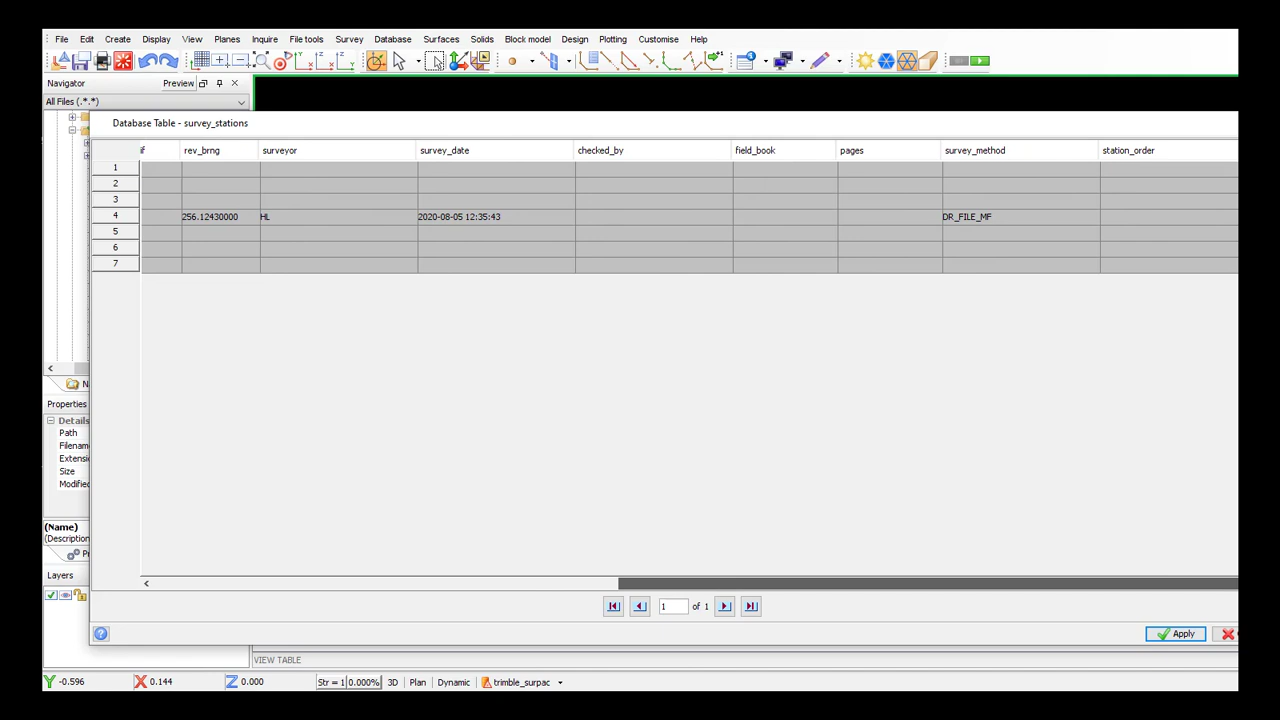 File Edit Create Display View Planes Inquire File tools Survey Database Surfaces Solids Block model Design Plotting Customise Help
Navigator Preview
All Files (.*.*)
Database Table - survey_stations
rev_brng surveyor survey_date checked_by field_book pages survey_method station_order
1
2
3
4 256.12430000 HL 2020-08-05 12:35:43 DR_FILE_MF
5
6
7
Properties
Details
Path
Filenam
Extensi
Size
Modified
(Name)
(Description
Layers
1 of 1
Apply
VIEW TABLE
Y -0.596 X 0.144 Z 0.000 Str = 1 0.000% 3D Plan Dynamic trimble_surpac